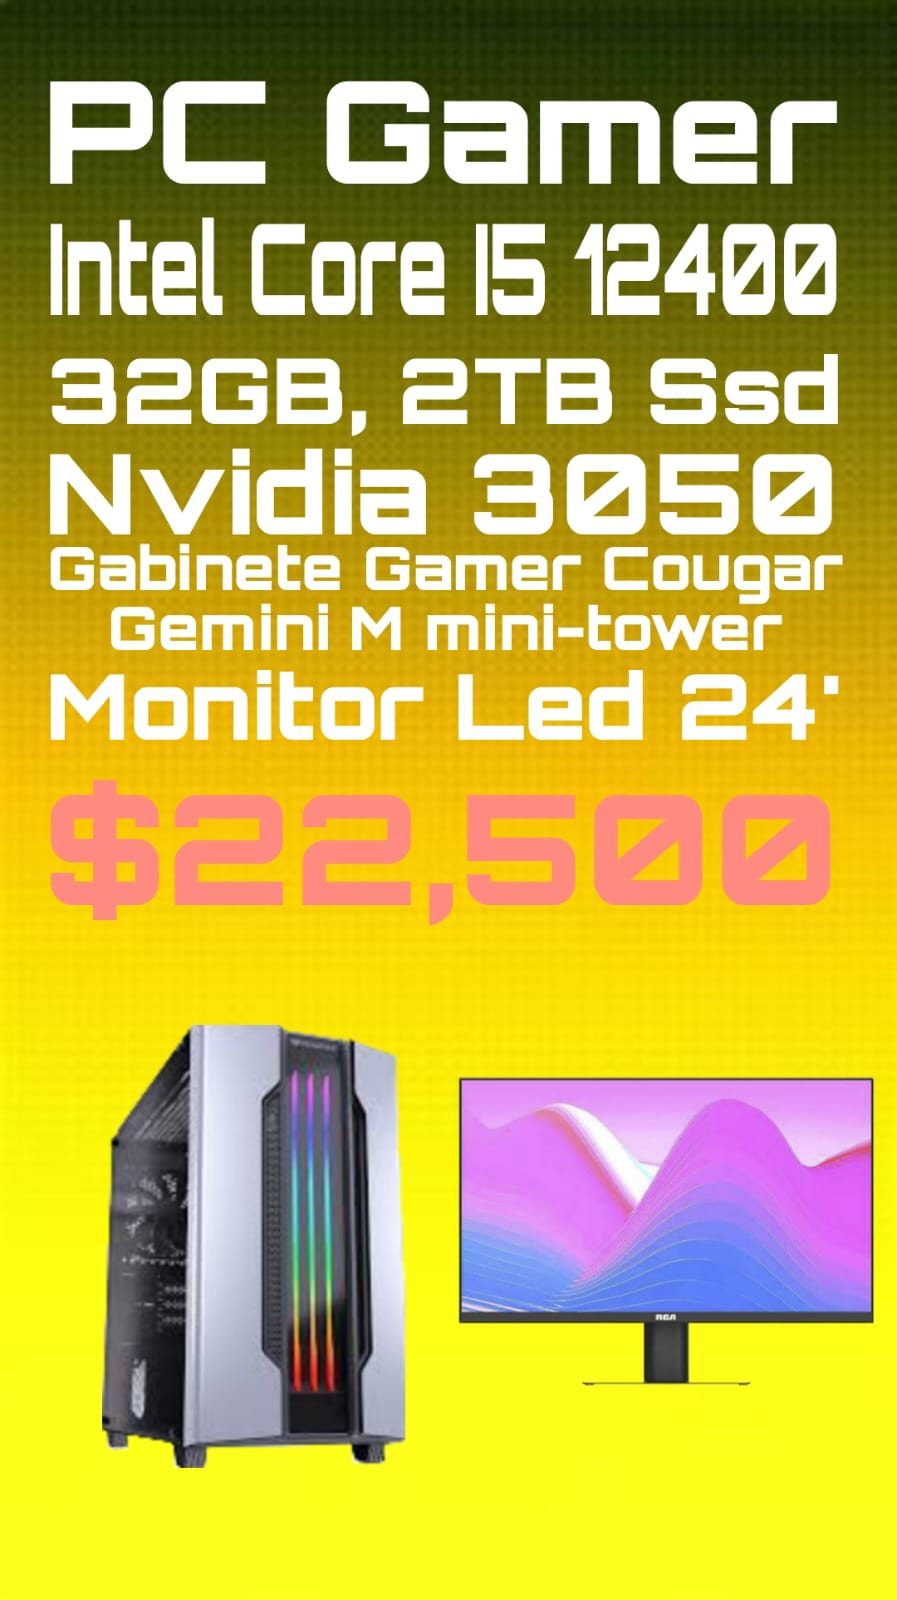 PC Gamer
Intel Core I5 12400
32GB, 2TB Ssd
Nvidia 3050
Gabinete Gamer Cougar
Gemini M mini-tower
Monitor Led 24'
$22,500
RCA